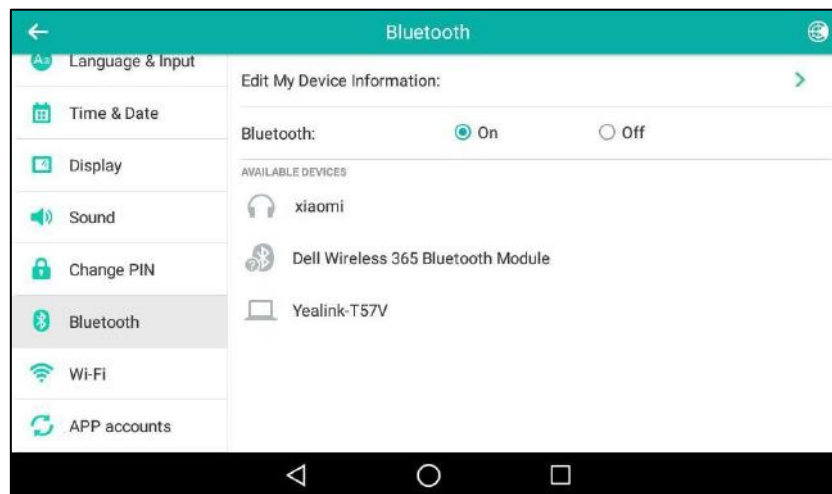 Bluetooth
Language & Input
Time & Date
Display
Sound
Change PIN
Bluetooth
Wi-Fi
APP accounts
Edit My Device Information:
Bluetooth: On Off
AVAILABLE DEVICES
xiaomi
Dell Wireless 365 Bluetooth Module
Yealink-T57V